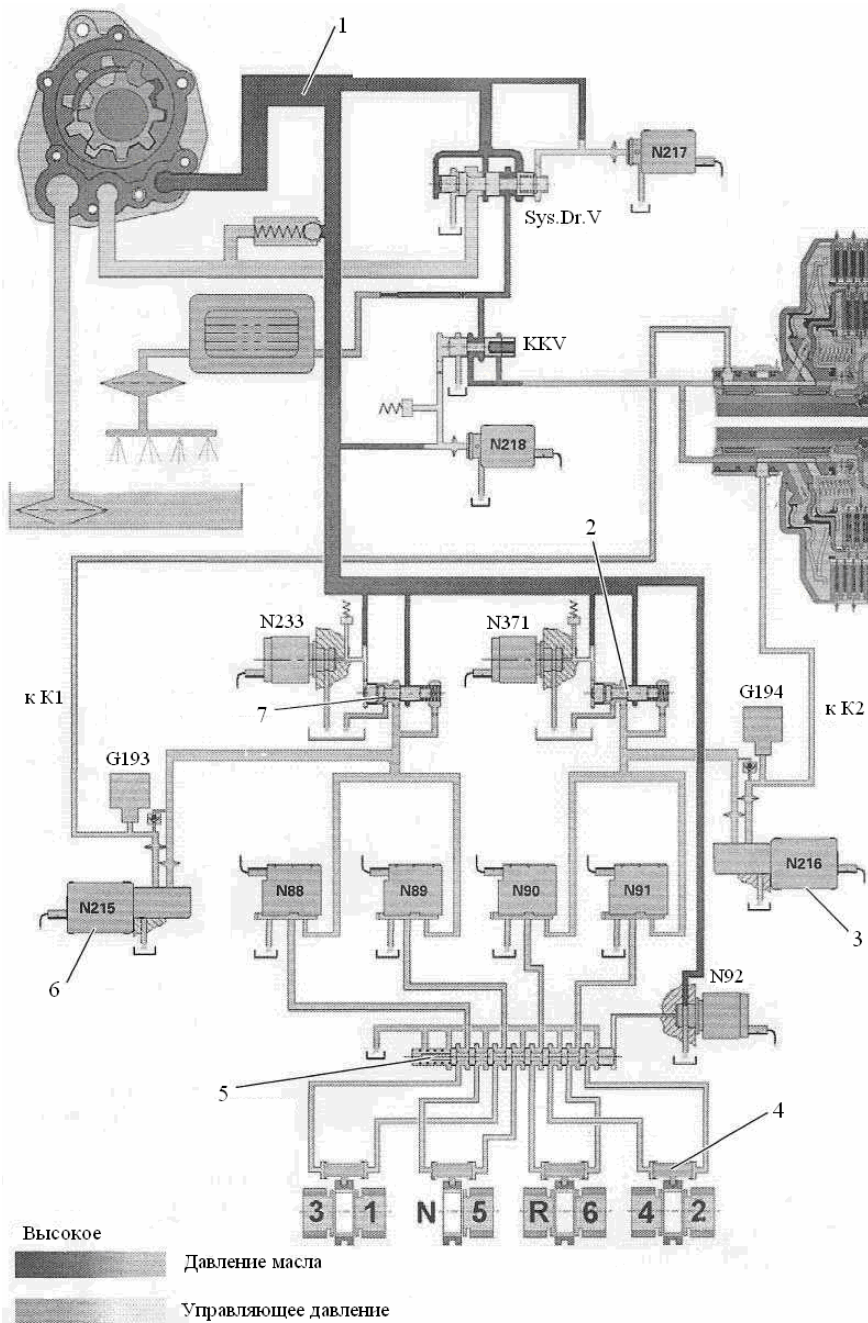 1
N217
Sys.Dr.V
KKV
N218
2
N233
N371
к К1
7
G194
к К2
G193
N88
N89
N90
N91
N216
3
N215
6
N92
5
4
3 1
N 5
R 6
4 2
Высокое
Давление масла
Управляющее давление